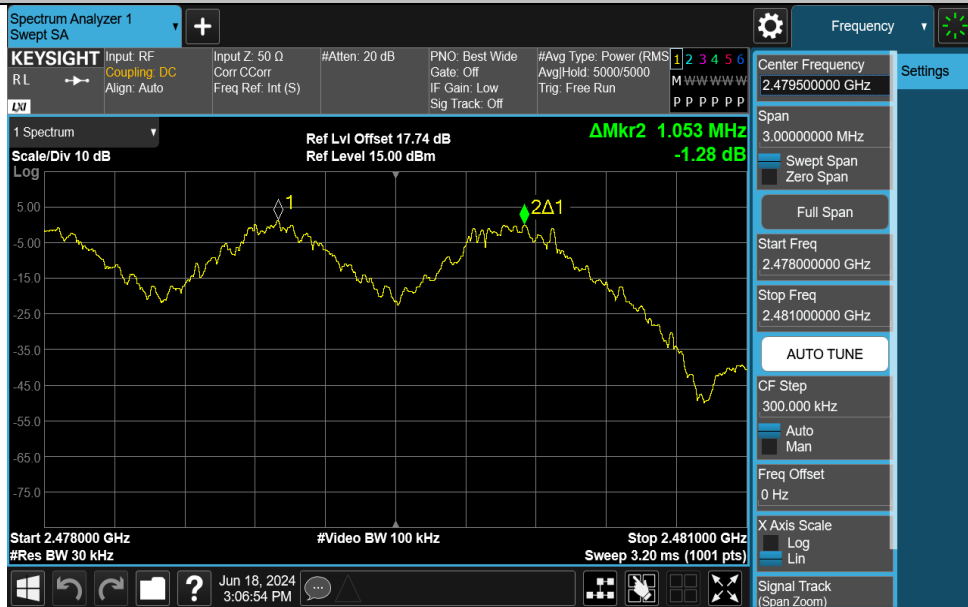 Spectrum Analyzer 1
Swept SA
+
Frequency
KEYSIGHT
R L
LXI
Input: RF
Coupling: DC
Align: Auto
Input Z: 50 Ω
Corr CCorr
Freq Ref: Int (S)
#Atten: 20 dB
PNO: Best Wide
Gate: Off
IF Gain: Low
Sig Track: Off
#Avg Type: Power (RMS
Avg|Hold: 5000/5000
Trig: Free Run
1 2 3 4 5 6
M W W W W W
P P P P P P
1 Spectrum
Scale/Div 10 dB
Log
Ref Lvl Offset 17.74 dB
Ref Level 15.00 dBm
ΔMkr2 1.053 MHz
-1.28 dB
1
2Δ1
5.00
-5.00
-15.0
-25.0
-35.0
-45.0
-55.0
-65.0
-75.0
Start 2.478000 GHz
#Res BW 30 kHz
#Video BW 100 kHz
Stop 2.481000 GHz
Sweep 3.20 ms (1001 pts)
Center Frequency
2.479500000 GHz
Span
3.00000000 MHz
Swept Span
Zero Span
Full Span
Start Freq
2.478000000 GHz
Stop Freq
2.481000000 GHz
AUTO TUNE
CF Step
300.000 kHz
Auto
Man
Freq Offset
0 Hz
X Axis Scale
Log
Lin
Signal Track
(Span Zoom)
Settings
?
Jun 18, 2024
3:06:54 PM